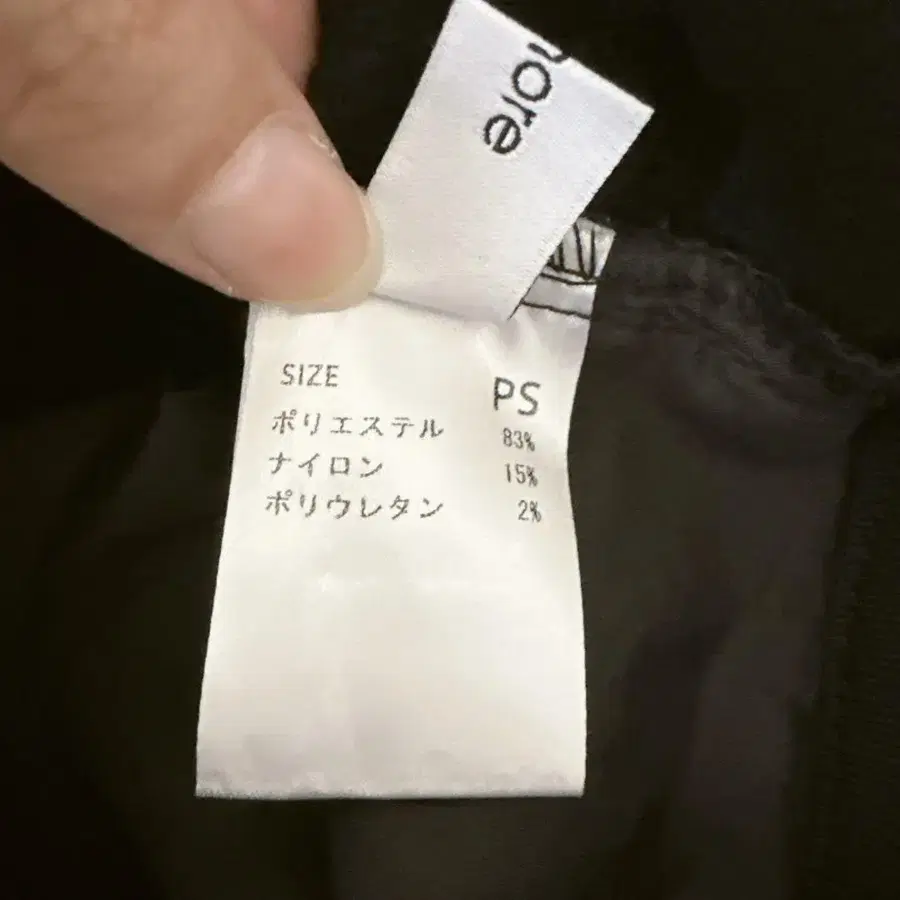 nore
SIZE PS
ポリエステル 83%
ナイロン 15%
ポリウレタン 2%